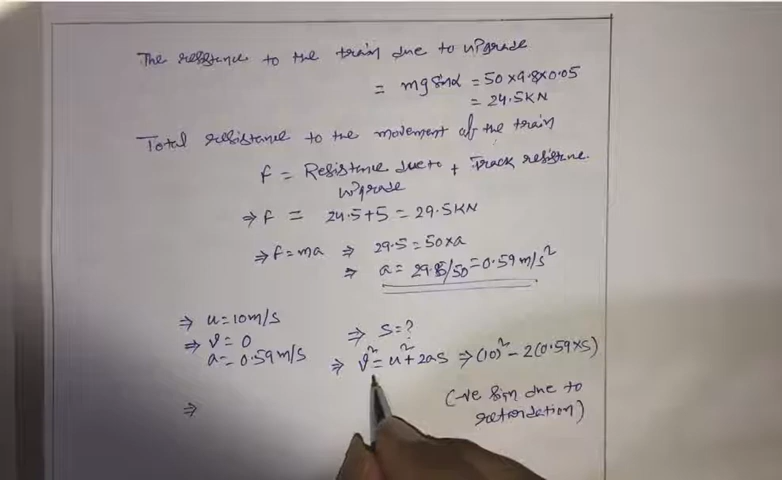 The resistance to the train due to upgrade
= mg sinα = 50×9.8×0.05
= 24.5KN
Total resistance to the movement of the train
F = Resistance due to + Track resistance
upgrade
⇒ F = 24.5+5 = 29.5KN
⇒ F=ma ⇒ 29.5=50×a
⇒ a= 29.5/50=0.59m/s²
⇒ u=10m/s
⇒ v=0
a=0.59m/s
⇒ S=?
⇒ v²=u²+2as ⇒ (10)²-2(0.59×S)
(-ve sign due to
retardation)
⇒